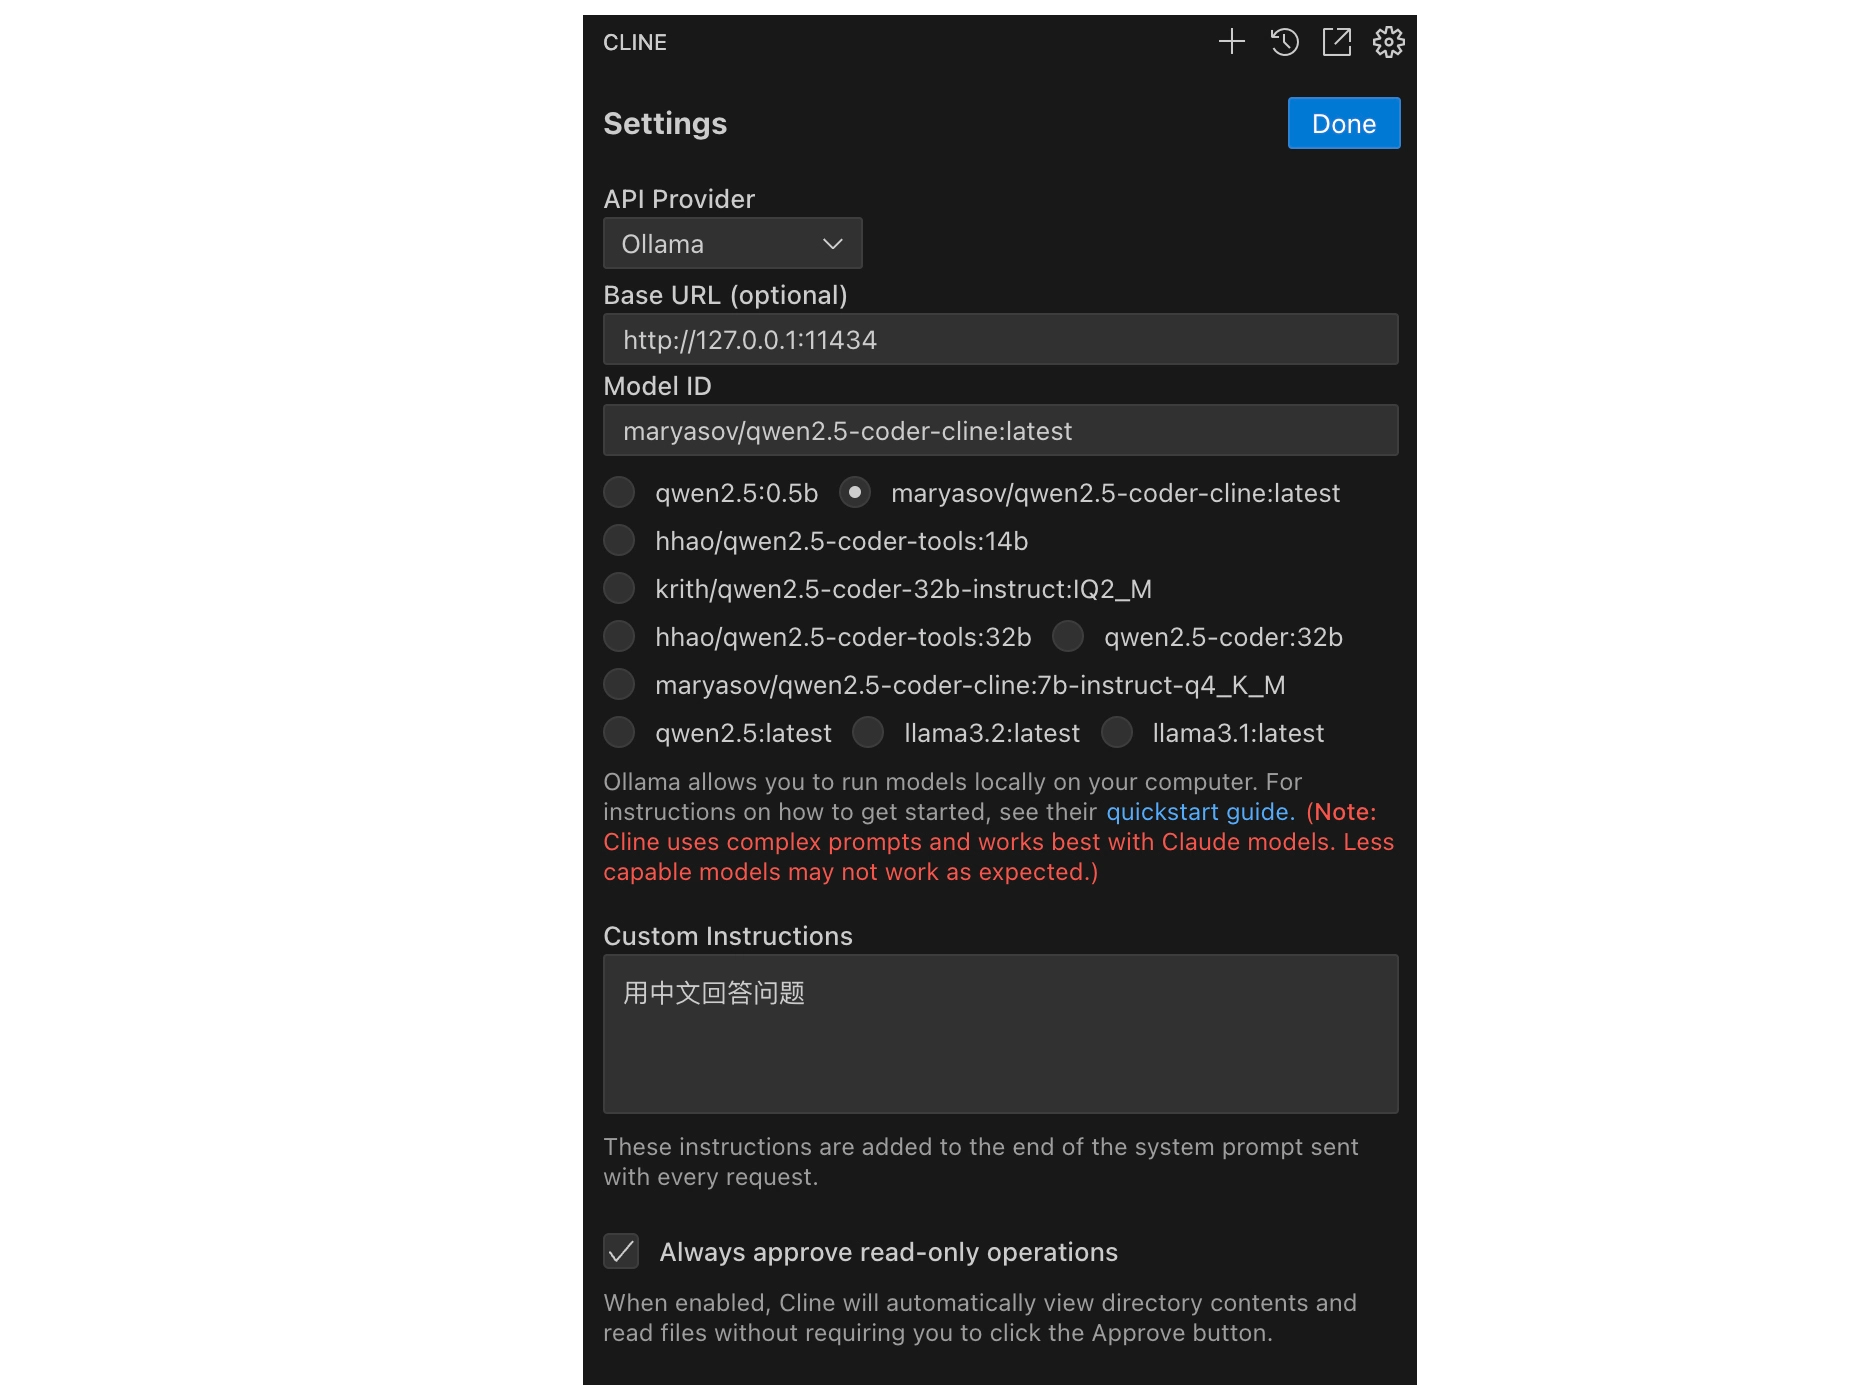 CLINE
Settings
Done
API Provider
Ollama
Base URL (optional)
http://127.0.0.1:11434
Model ID
maryasov/qwen2.5-coder-cline:latest
qwen2.5:0.5b maryasov/qwen2.5-coder-cline:latest
hhao/qwen2.5-coder-tools:14b
krith/qwen2.5-coder-32b-instruct:IQ2_M
hhao/qwen2.5-coder-tools:32b qwen2.5-coder:32b
maryasov/qwen2.5-coder-cline:7b-instruct-q4_K_M
qwen2.5:latest llama3.2:latest llama3.1:latest
Ollama allows you to run models locally on your computer. For
instructions on how to get started, see their quickstart guide. (Note:
Cline uses complex prompts and works best with Claude models. Less
capable models may not work as expected.)
Custom Instructions
用中文回答问题
These instructions are added to the end of the system prompt sent
with every request.
Always approve read-only operations
When enabled, Cline will automatically view directory contents and
read files without requiring you to click the Approve button.